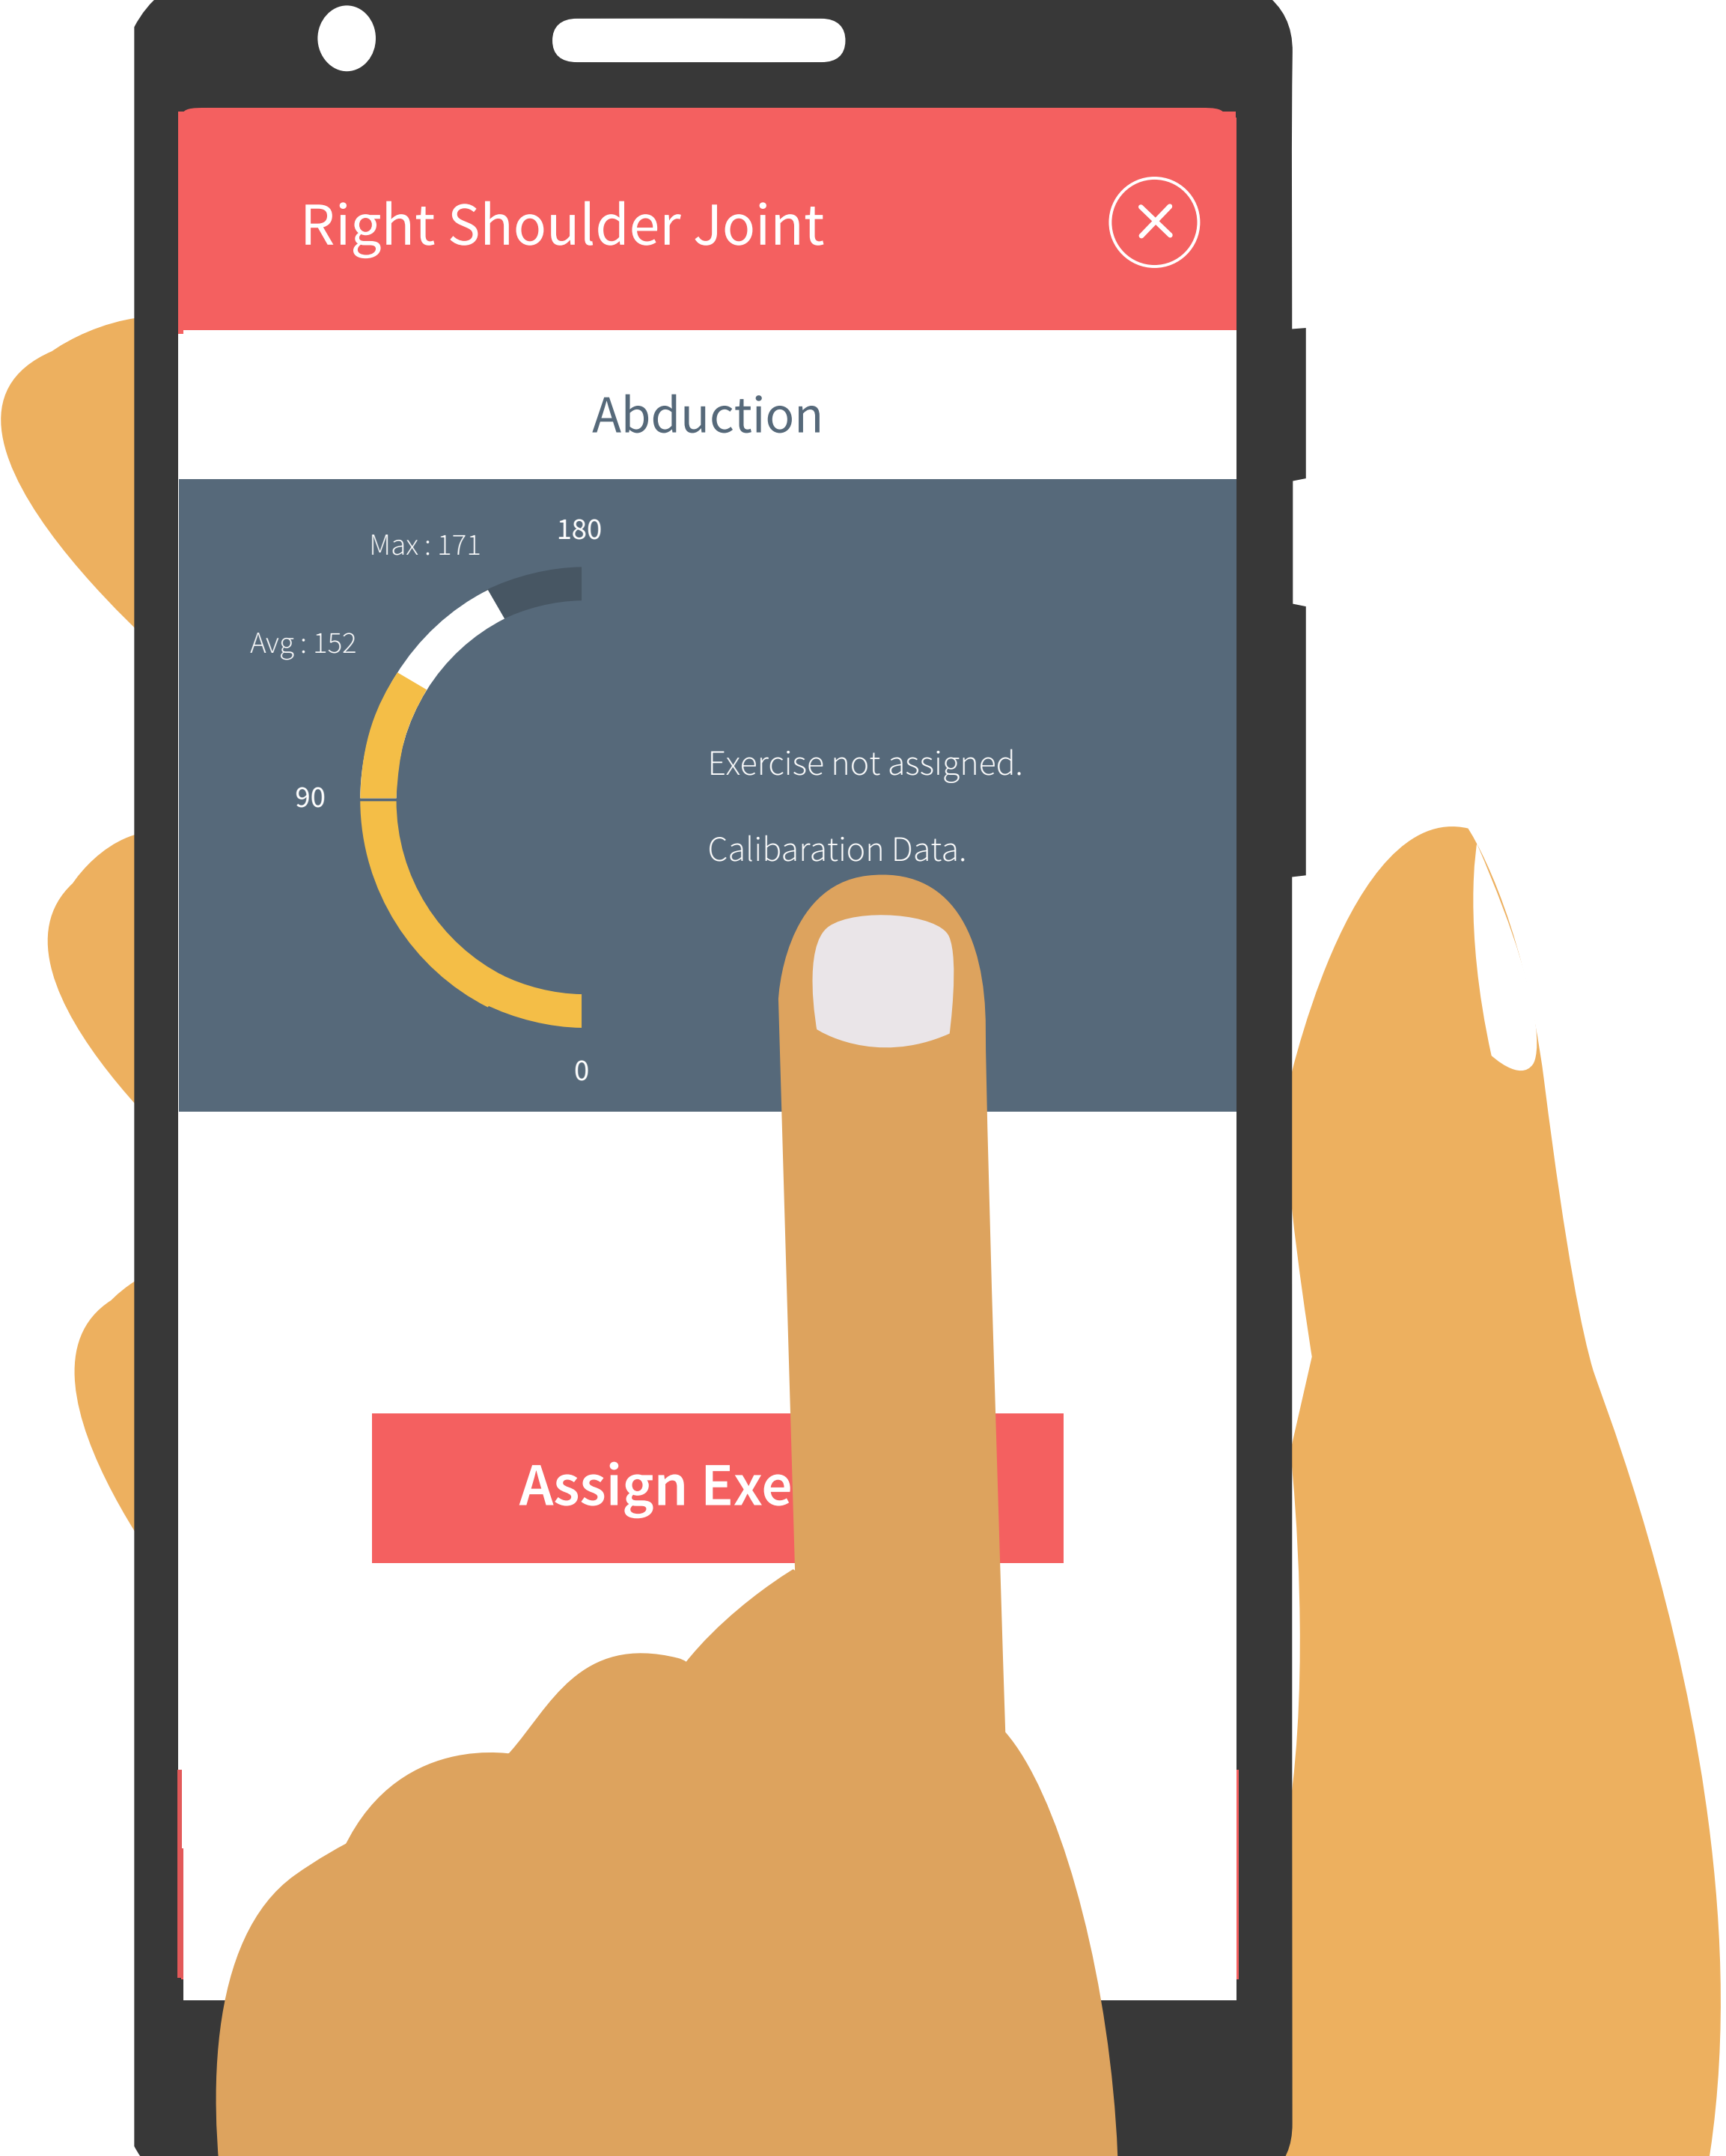 Right Shoulder Joint
Abduction
180
Max : 171
Avg : 152
Exercise not assigned.
90
Calibaration Data.
0
Assign Exe